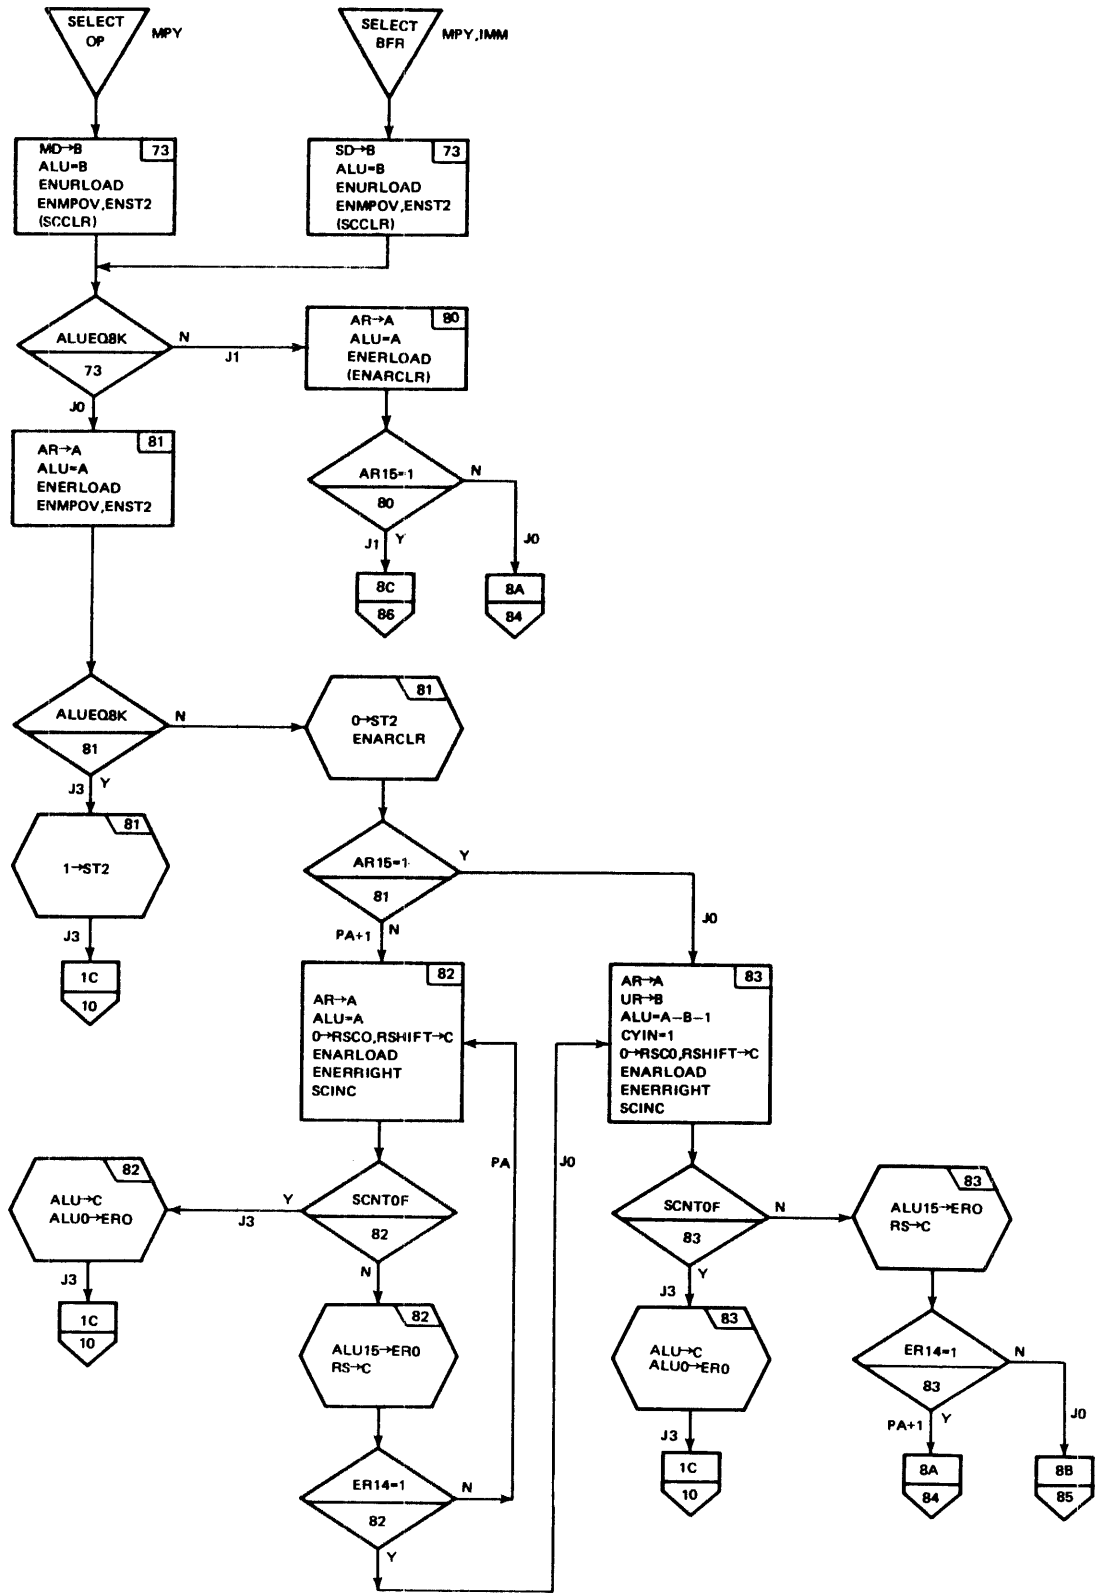 SELECT
OP
MPY
SELECT
BFR
MPY,IMM
73
MD→B
ALU=B
ENURLOAD
ENMPOV,ENST2
(SCCLR)
73
SD→B
ALU=B
ENURLOAD
ENMPOV,ENST2
(SCCLR)
ALUEQ8K
73
N
J1
J0
80
AR→A
ALU=A
ENERLOAD
(ENARCLR)
81
AR→A
ALU=A
ENERLOAD
ENMPOV,ENST2
AR15=1
80
N
J0
J1
Y
8C
86
8A
84
ALUEQ8K
81
N
J3
Y
81
0→ST2
ENARCLR
81
1→ST2
J3
1C
10
AR15=1
81
Y
J0
PA+1
N
82
AR→A
ALU=A
0→RSC0,RSHIFT→C
ENARLOAD
ENERRIGHT
SCINC
83
AR→A
UR→B
ALU=A-B-1
CYIN=1
0→RSC0,RSHIFT→C
ENARLOAD
ENERRIGHT
SCINC
PA
J0
82
ALU→C
ALU0→ER0
Y
J3
SCNT0F
82
N
J3
1C
10
SCNT0F
83
N
Y
J3
83
ALU15→ER0
RS→C
82
ALU15→ER0
RS→C
83
ALU→C
ALU0→ER0
ER14=1
83
N
J0
PA+1
Y
J3
1C
10
8A
84
8B
85
ER14=1
82
N
Y